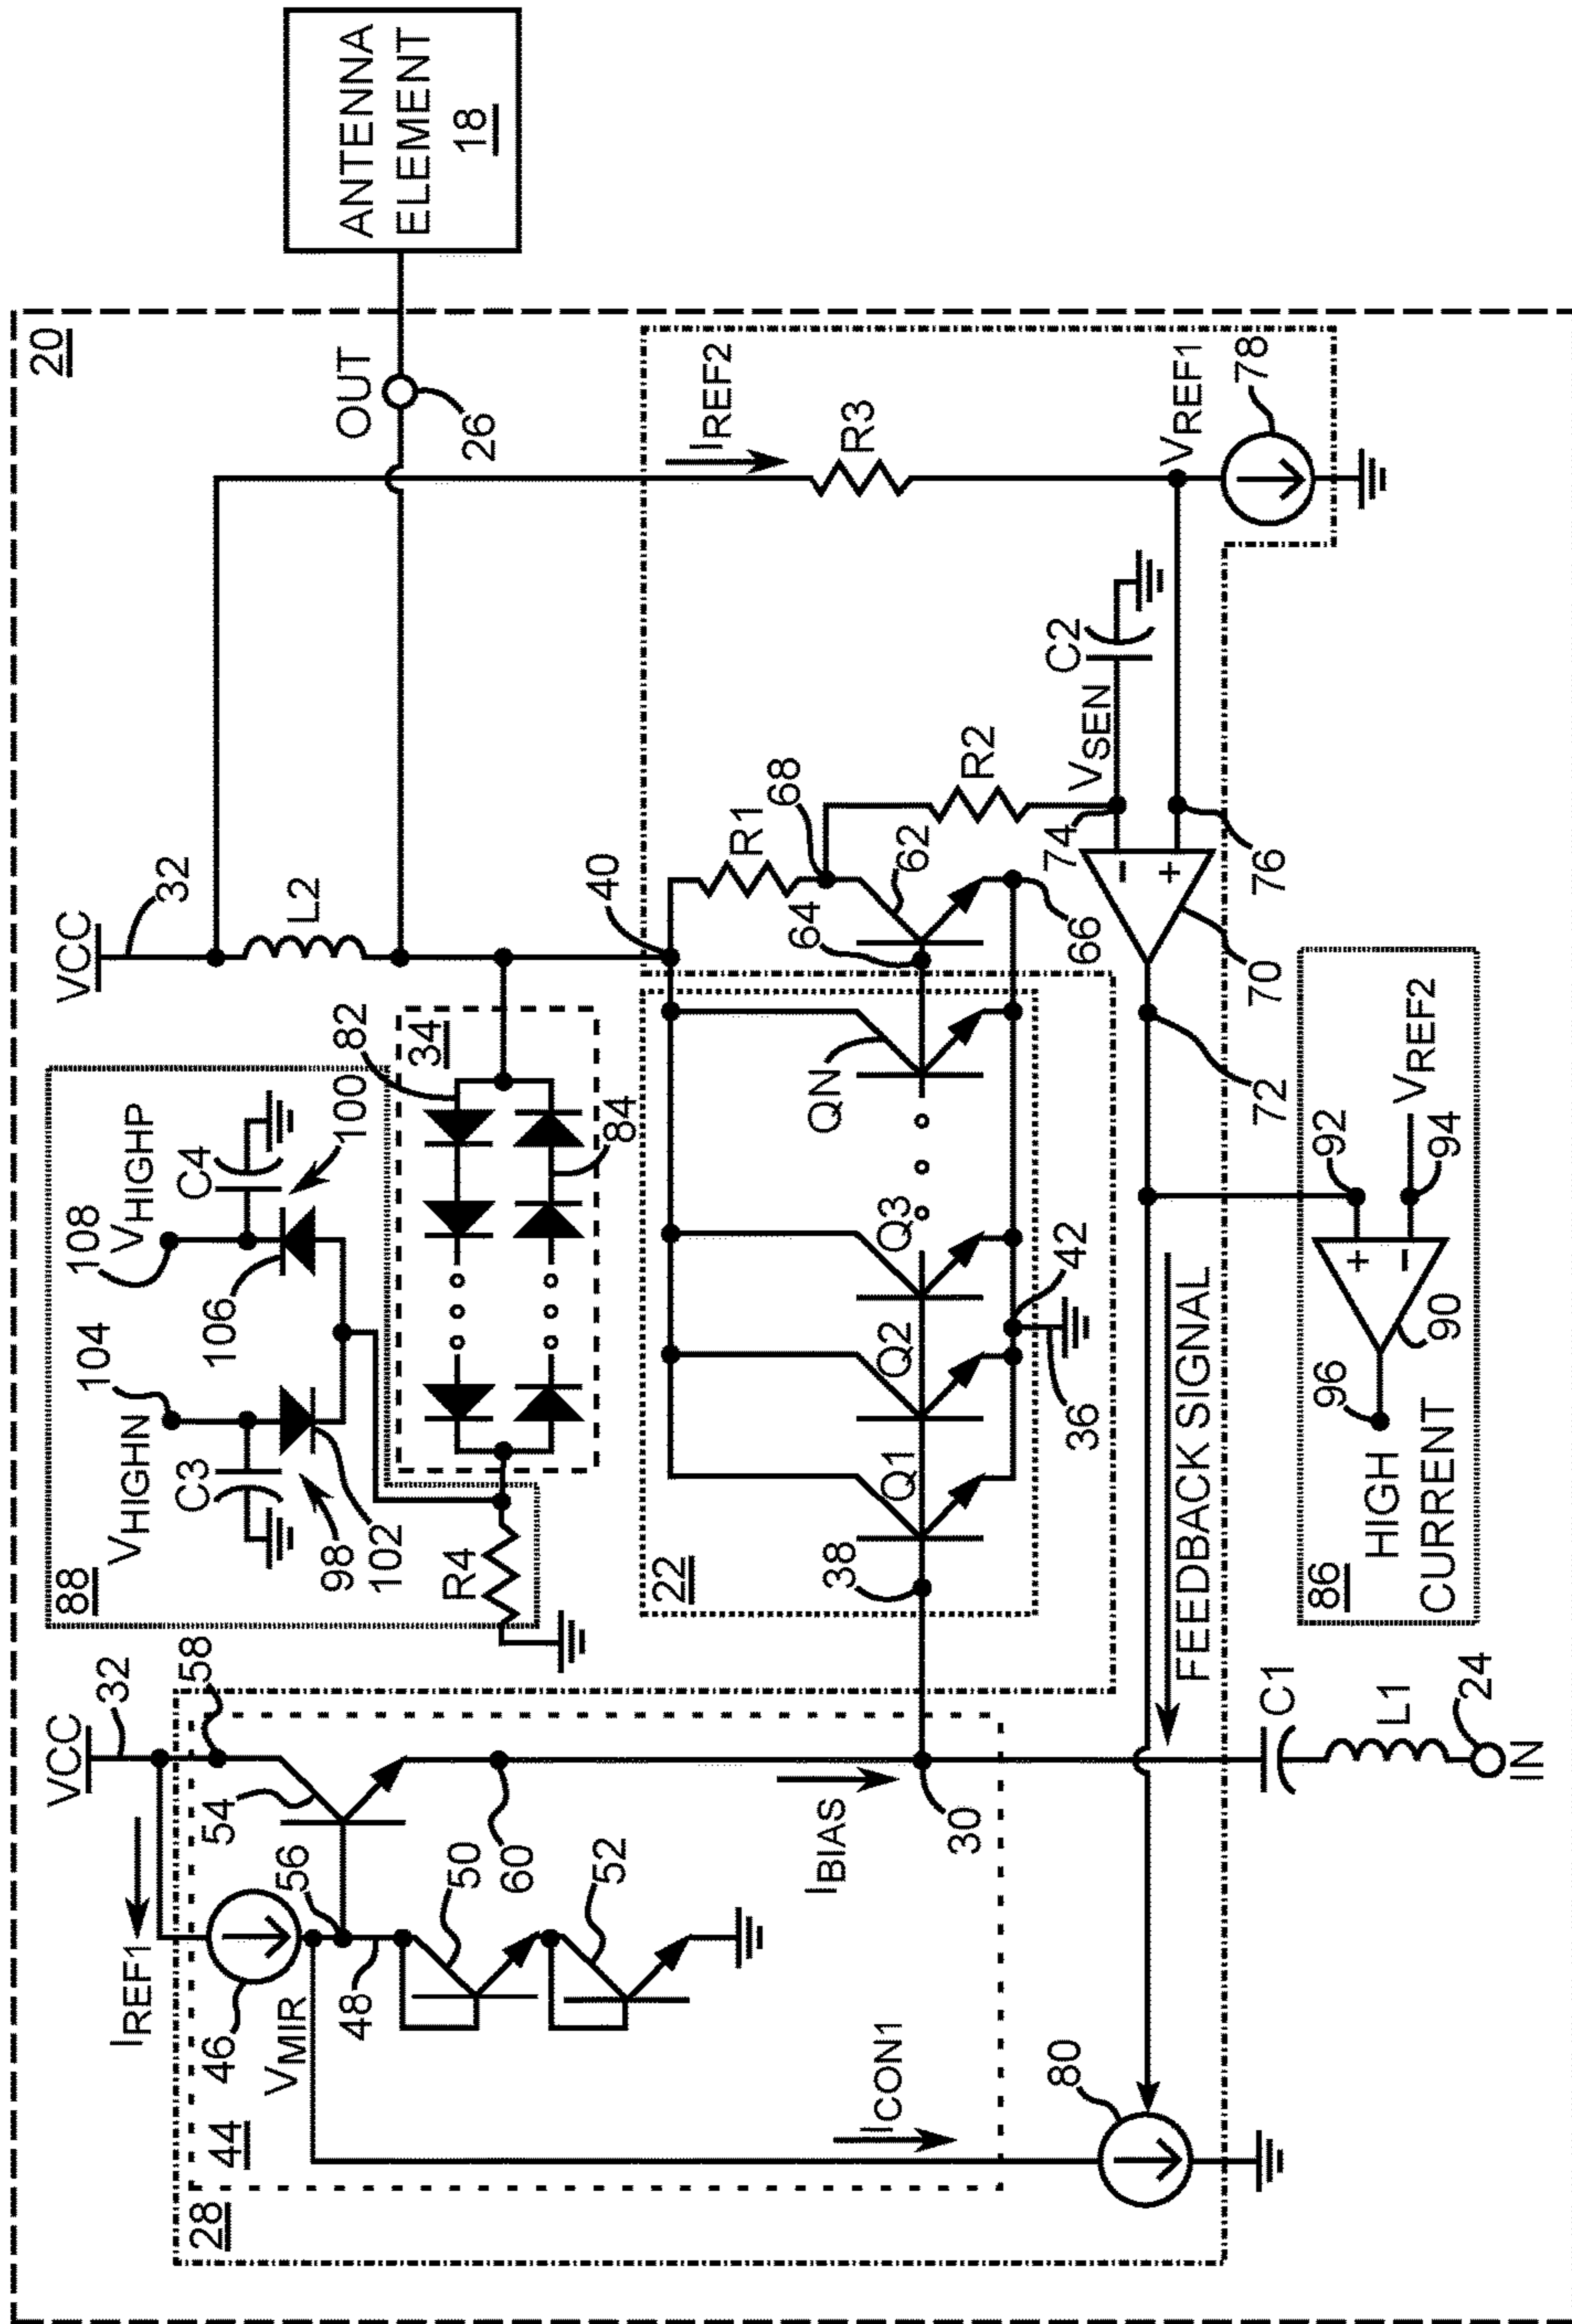 20
VCC
32
L2
OUT
26
ANTENNA
ELEMENT
18
88
VHIGHN
104
108
VHIGHP
C3
C4
98
102
106
100
R4
82
34
84
40
VCC
32
58
IREF1
54
46
56
VMIR
44
28
48
50
60
52
IBIAS
30
ICON1
80
38
22
Q1
Q2
Q3
QN
36
42
64
62
R1
68
66
R2
VSEN
C2
74
76
70
72
IREF2
R3
VREF1
78
FEEDBACK SIGNAL
C1
L1
24
IN
86
HIGH
CURRENT
96
90
92
94
VREF2